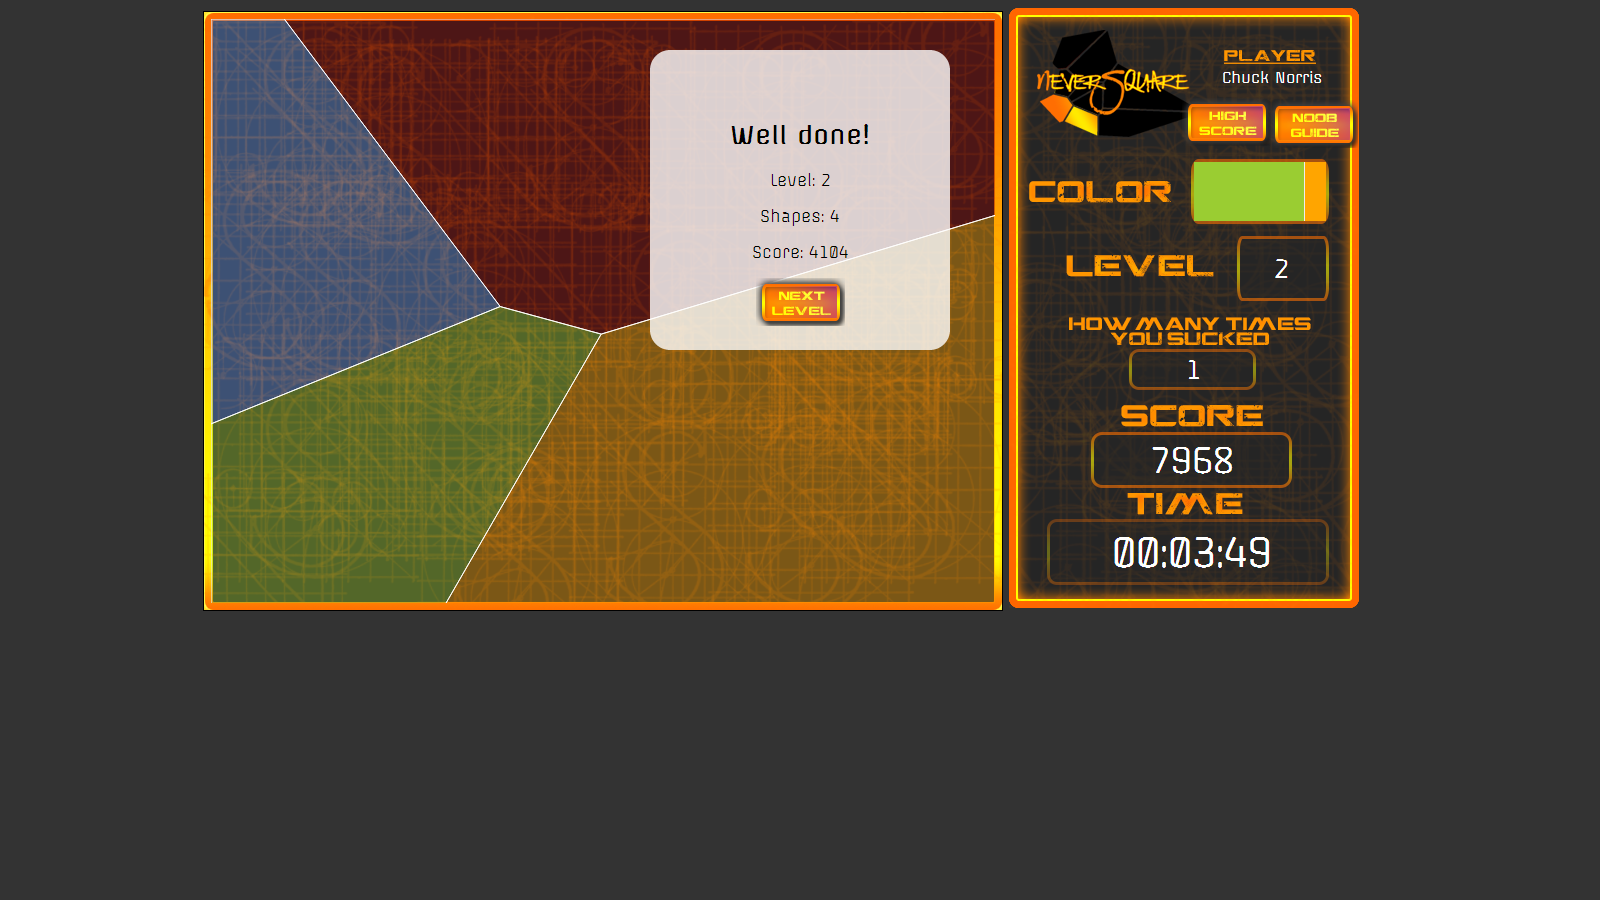 Well done!
Level: 2
Shapes: 4
Score: 4104
NEXT
LEVEL
NEVERSQUARE
PLAYER
Chuck Norris
HIGH
SCORE
NOOB
GUIDE
COLOR
LEVEL
2
HOW MANY TIMES
YOU SUCKED
1
SCORE
7968
TIME
00:03:49